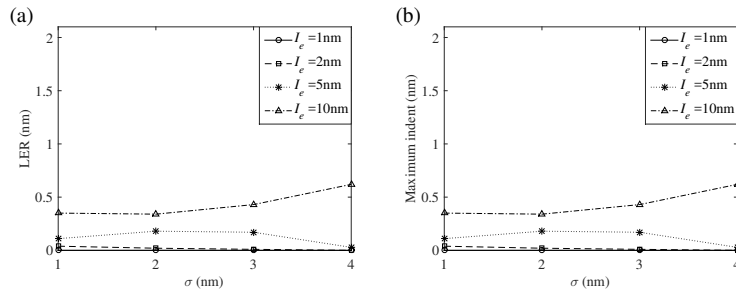 (a)
2
1.5
1
0.5
0
LER (nm)
1 2 3 4
σ (nm)
I_e =1nm
I_e =2nm
I_e =5nm
I_e =10nm
(b)
2
1.5
1
0.5
0
Maximum indent (nm)
1 2 3 4
σ (nm)
I_e =1nm
I_e =2nm
I_e =5nm
I_e =10nm